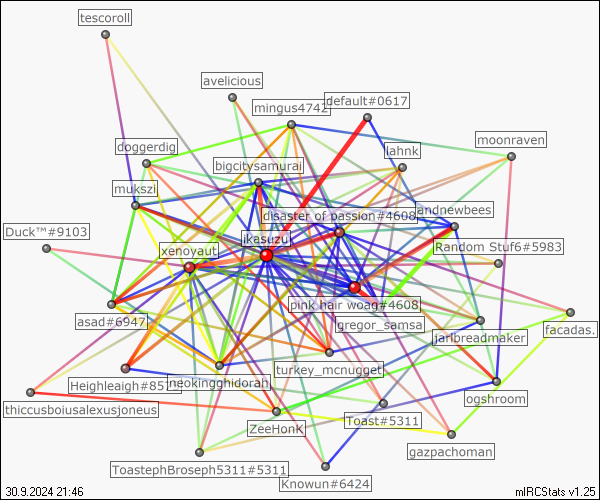 tescoroll
avelicious
default#0617
mingus4742
moonraven
doggerdig
lahnk
bigcitysamurai
mukszi
disaster of passion#4608
andnewbees
Duck™#9103
jkasuzuk
Random Stuf6#5983
xenoyaut
pink hair woag#4608
asad#6947
gregor_samsa
facadas.
jarlbreadmaker
turkey_mcnugget
Heighleaigh#857
neokingghidorah
ogshroom
thiccusboiusalexusjoneus
Toast#5311
ZeeHonK
gazpachoman
ToastephBroseph5311#5311
Knowun#6424
30.9.2024 21:46
mIRCStats v1.25